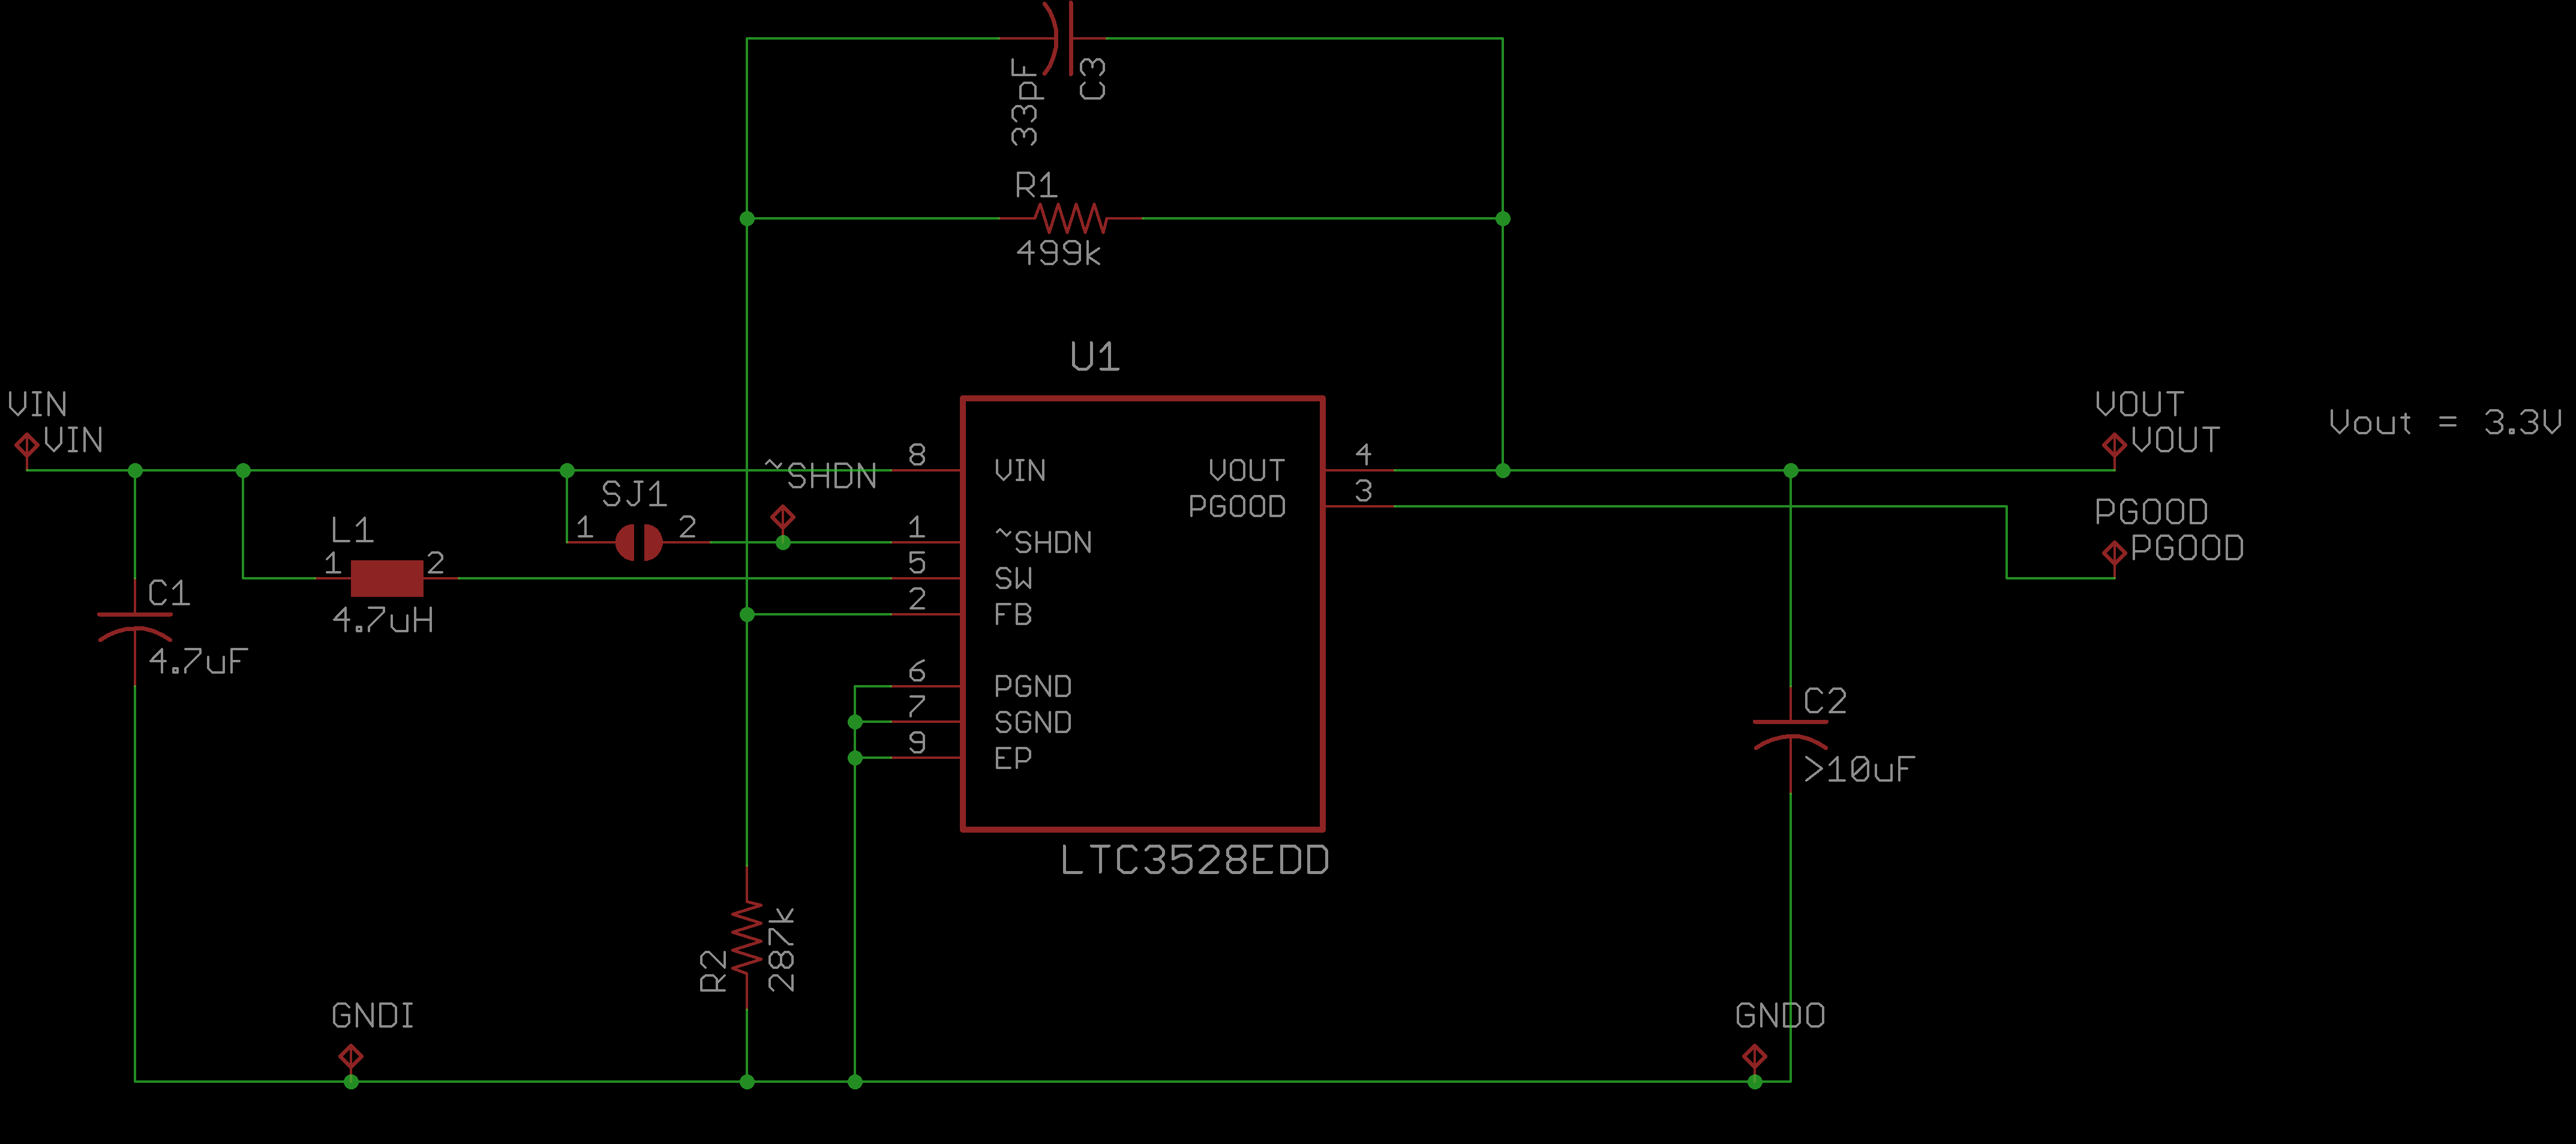 33pF
C3
R1
499k
U1
VIN
VIN
8
VIN
VOUT
4
VOUT
VOUT
Vout = 3.3V
~SHDN
SJ1
1
2
1
~SHDN
PGOOD
3
PGOOD
PGOOD
L1
1
2
4.7uH
5
SW
2
FB
C1
4.7uF
6
PGND
7
SGND
9
EP
C2
>10uF
LTC3528EDD
R2
287k
GNDI
GNDO